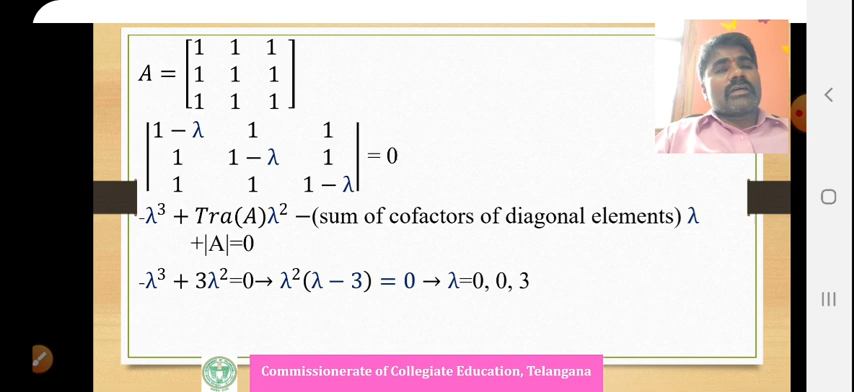 A = [1 1 1
1 1 1
1 1 1]
|1 − λ 1 1
1 1 − λ 1
1 1 1 − λ| = 0
-λ³ + Tra(A)λ² −(sum of cofactors of diagonal elements) λ
+|A|=0
-λ³ + 3λ²=0→ λ²(λ − 3) = 0 → λ=0, 0, 3
Commissionerate of Collegiate Education, Telangana